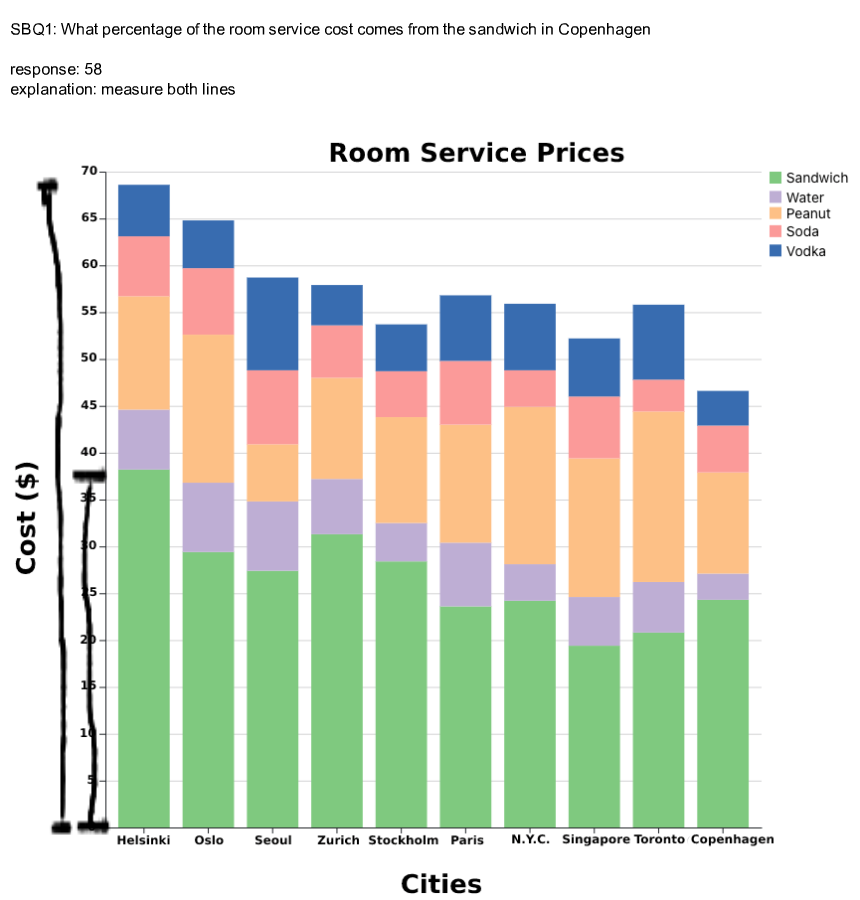 SBQ1: What percentage of the room service cost comes from the sandwich in Copenhagen
response: 58
explanation: measure both lines
Room Service Prices
Sandwich
Water
Peanut
Soda
Vodka
Cost ($)
70
65
60
55
50
45
40
35
30
25
20
15
10
5
Helsinki Oslo Seoul Zurich Stockholm Paris N.Y.C. Singapore Toronto Copenhagen
Cities